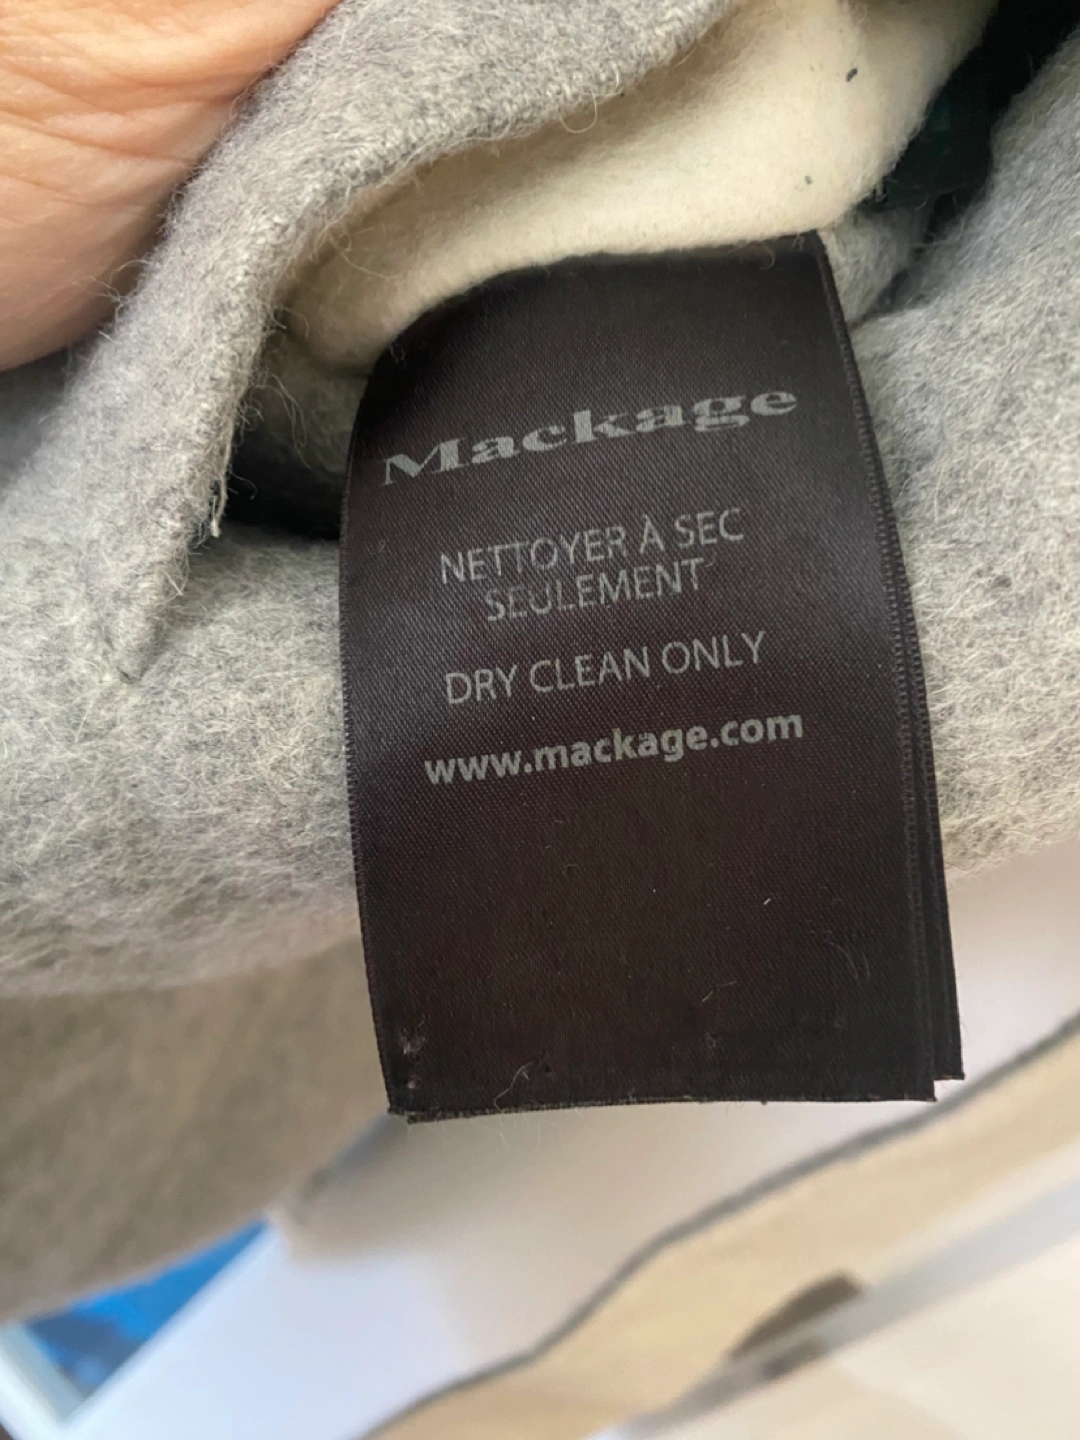 Mackage
NETTOYER À SEC
SEULEMENT
DRY CLEAN ONLY
www.mackage.com